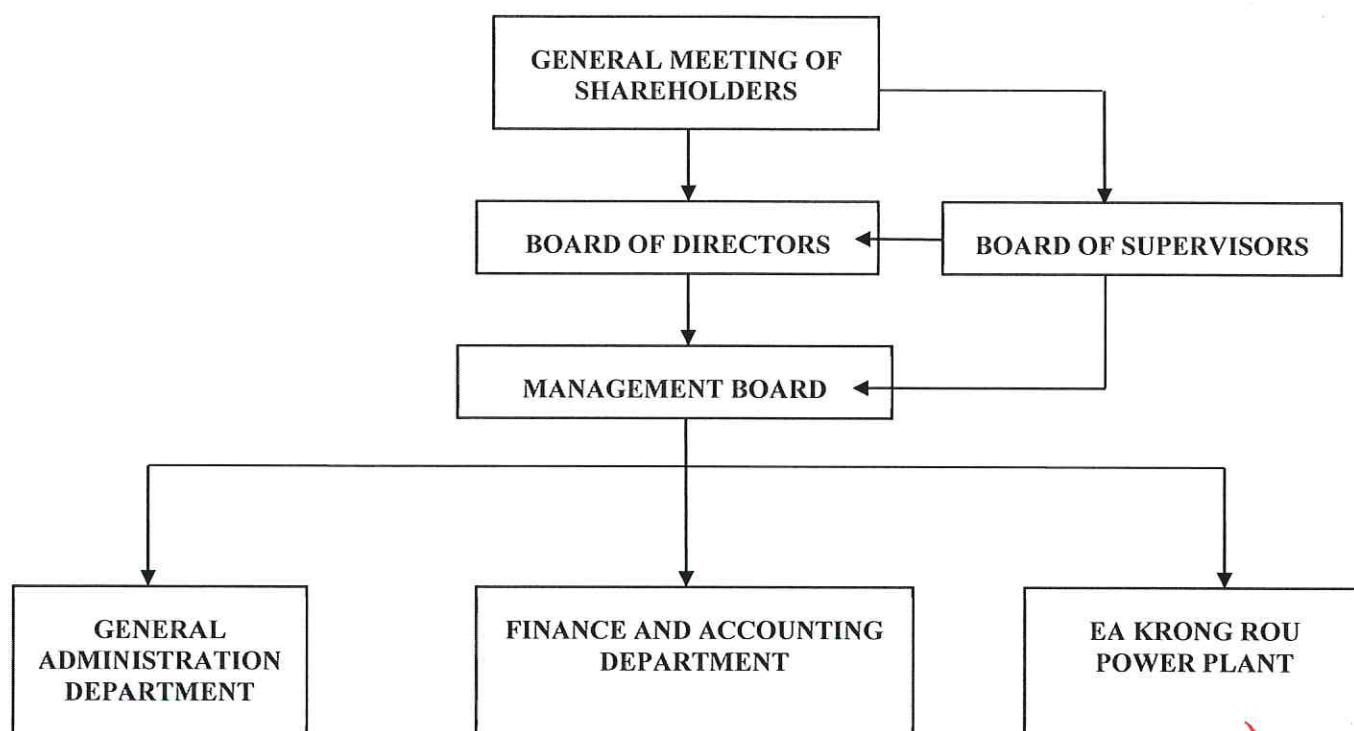 GENERAL MEETING OF
SHAREHOLDERS
BOARD OF DIRECTORS
BOARD OF SUPERVISORS
MANAGEMENT BOARD
GENERAL
ADMINISTRATION
DEPARTMENT
FINANCE AND ACCOUNTING
DEPARTMENT
EA KRONG ROU
POWER PLANT